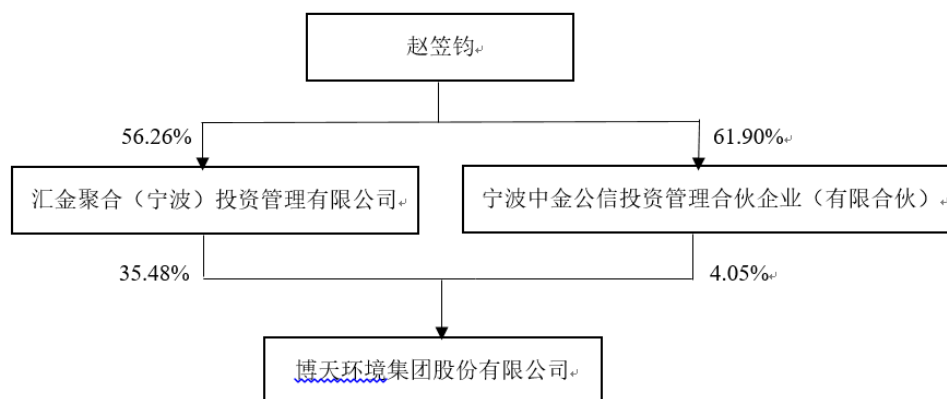 赵笠钧
56.26%
61.90%
汇金聚合（宁波）投资管理有限公司
宁波中金公信投资管理合伙企业（有限合伙）
35.48%
4.05%
博天环境集团股份有限公司